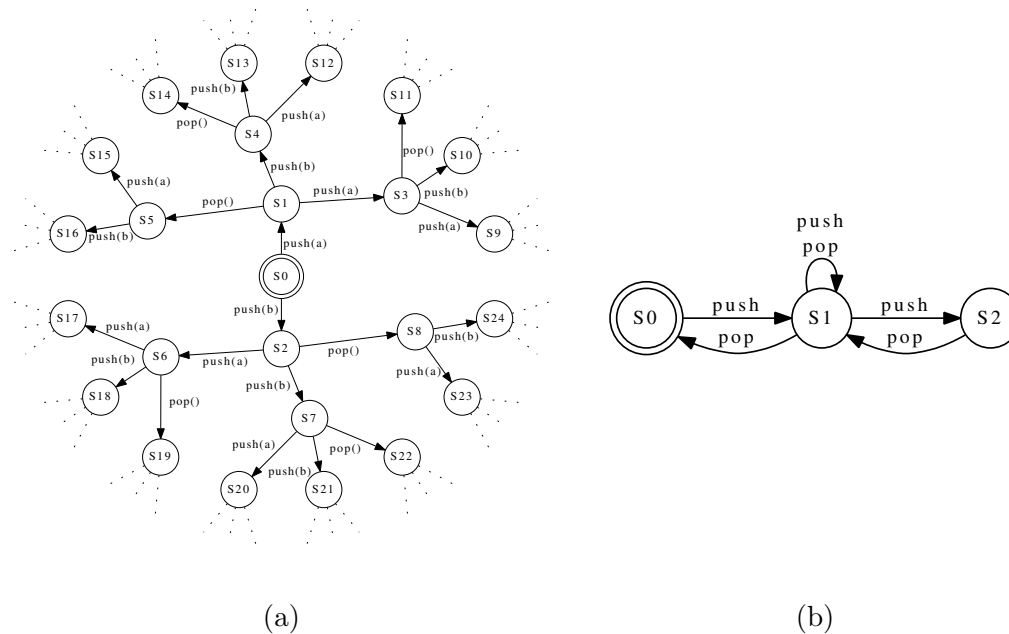 S13
S12
push(b)
S14
S11
pop()
S4
push(a)
S15
pop()
S10
push(b)
push(a)
S3
push(b)
pop()
S1
push(a)
S5
push(a)
S16
push(b)
S9
push(a)
S0
push(b)
S17
S8
S24
push(a)
push(b)
S6
pop()
S2
push(b)
push(a)
push(a)
S18
push(b)
S23
pop()
S7
push(a)
pop()
S19
push(b)
S22
S20
S21
(a)
push
pop
S0
push
S1
push
S2
pop
pop
(b)